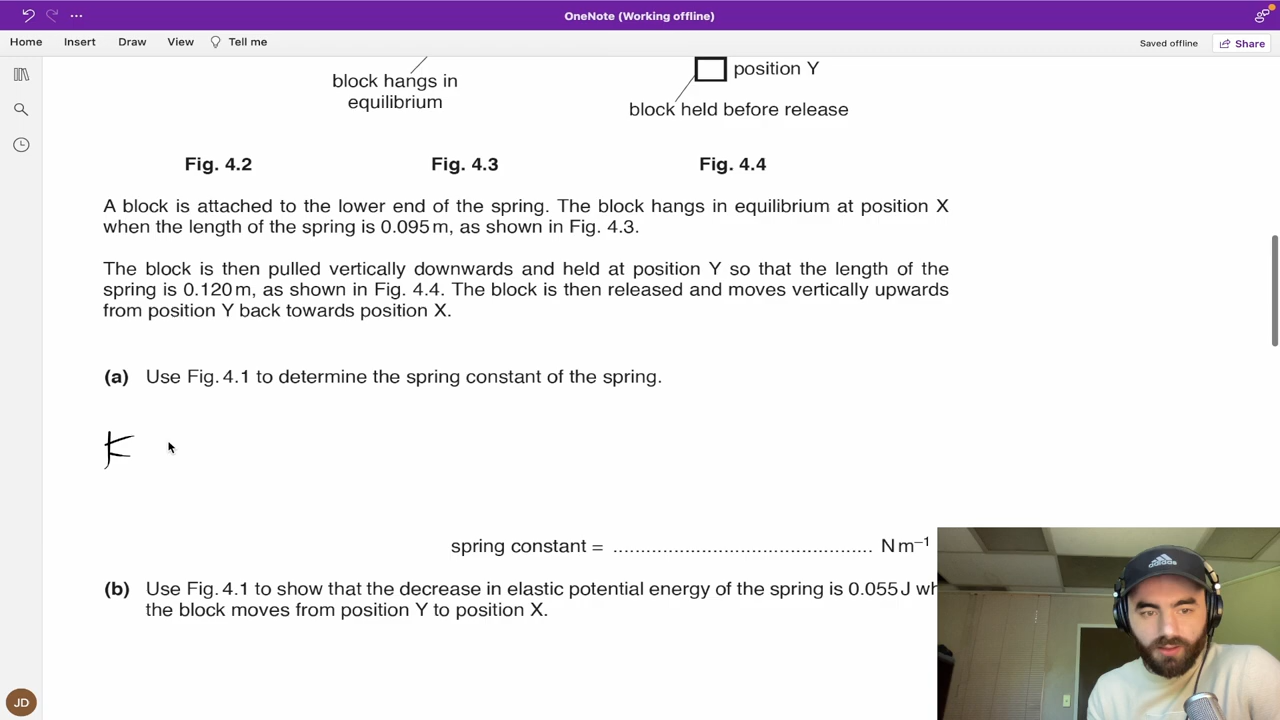 OneNote (Working offline)
Home Insert Draw View Tell me
Saved offline Share
block hangs in
equilibrium
position Y
block held before release
Fig. 4.2 Fig. 4.3 Fig. 4.4
A block is attached to the lower end of the spring. The block hangs in equilibrium at position X
when the length of the spring is 0.095 m, as shown in Fig. 4.3.
The block is then pulled vertically downwards and held at position Y so that the length of the
spring is 0.120 m, as shown in Fig. 4.4. The block is then released and moves vertically upwards
from position Y back towards position X.
(a) Use Fig. 4.1 to determine the spring constant of the spring.
K
spring constant = ............................................... N m⁻¹
(b) Use Fig. 4.1 to show that the decrease in elastic potential energy of the spring is 0.055 J wh
the block moves from position Y to position X.
adidas
JD